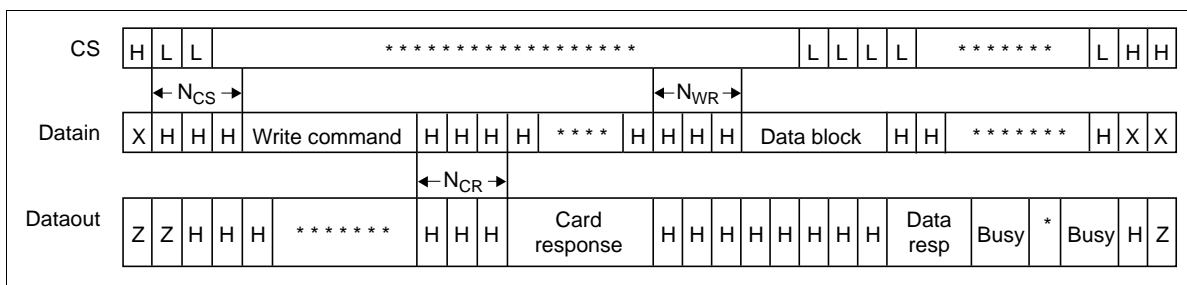 CS H L L * * * * * * * * * * * * * * * * * * L L L L * * * * * * * L H H
N_CS N_WR
Datain X H H H Write command H H H H * * * * H H H H Data block H H * * * * * * * H X X
N_CR
Dataout Z Z H H H * * * * * * * H H H Card response H H H H H H H H Data resp Busy * Busy H Z